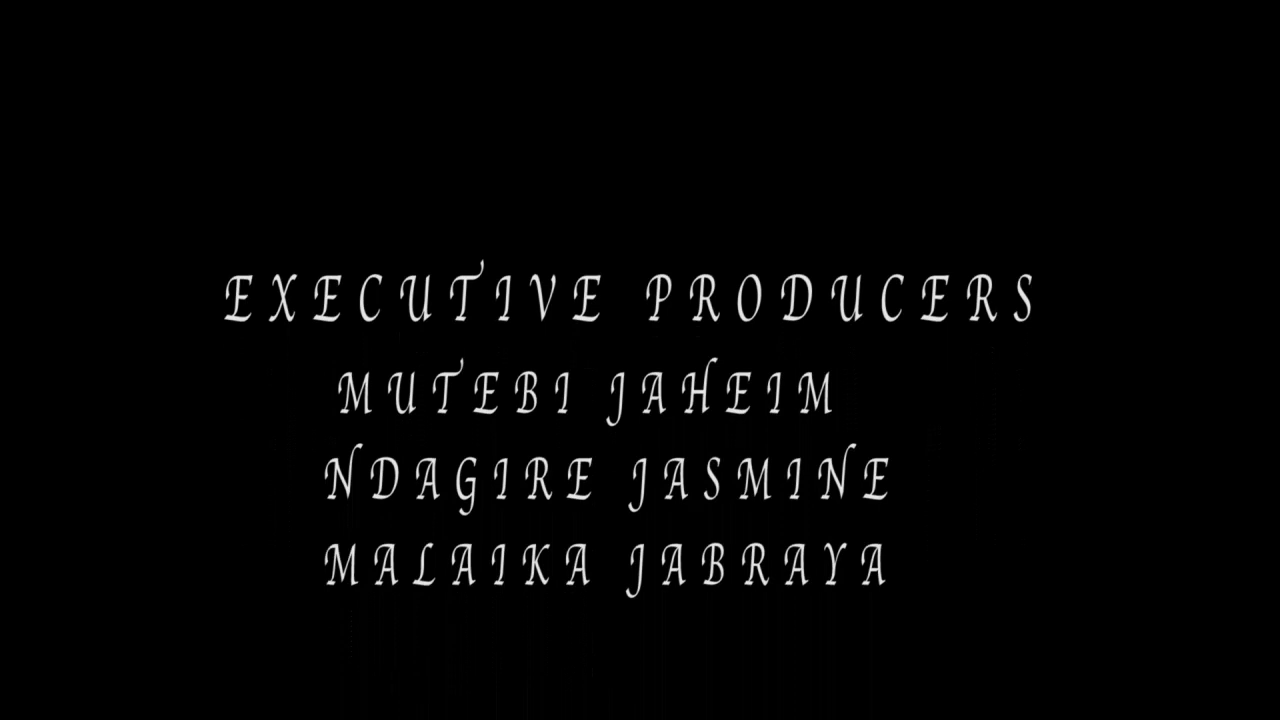 EXECUTIVE PRODUCERS
MUTEBI JAHEIM
NDAGIRE JASMINE
MALAIKA JABRAYA